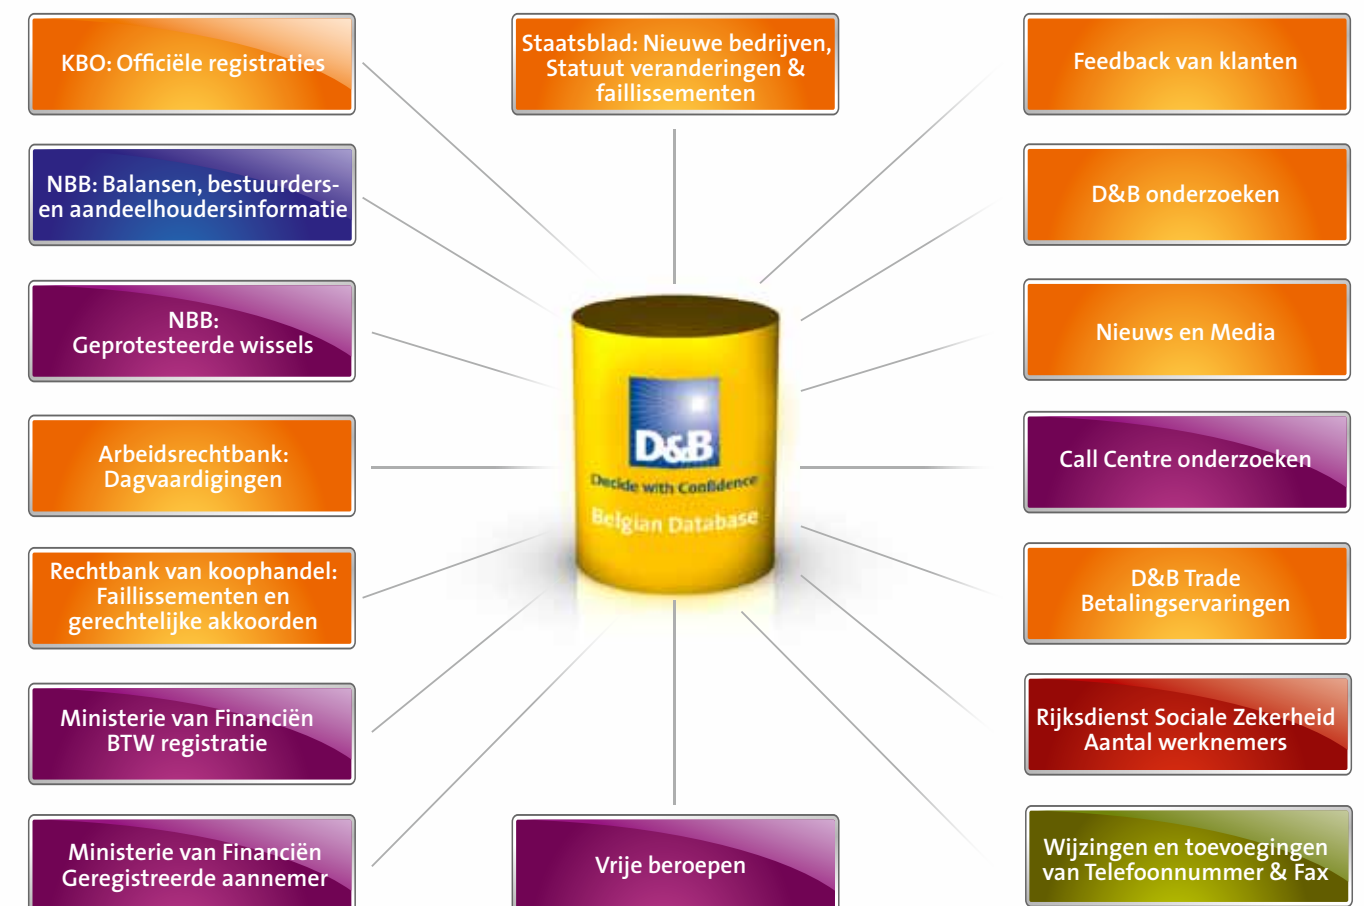 KBO: Officiële registraties
Staatsblad: Nieuwe bedrijven,
Statuut veranderingen &
faillissementen
Feedback van klanten
NBB: Balansen, bestuurders-
en aandeelhoudersinformatie
D&B onderzoeken
NBB:
Geprotesteerde wissels
Nieuws en Media
Arbeidsrechtbank:
Dagvaardigingen
D&B
Decide with Confidence
Belgian Database
Call Centre onderzoeken
Rechtbank van koophandel:
Faillissementen en
gerechtelijke akkoorden
D&B Trade
Betalingservaringen
Ministerie van Financiën
BTW registratie
Rijksdienst Sociale Zekerheid
Aantal werknemers
Ministerie van Financiën
Geregistreerde aannemer
Vrije beroepen
Wijzingen en toevoegingen
van Telefoonnummer & Fax